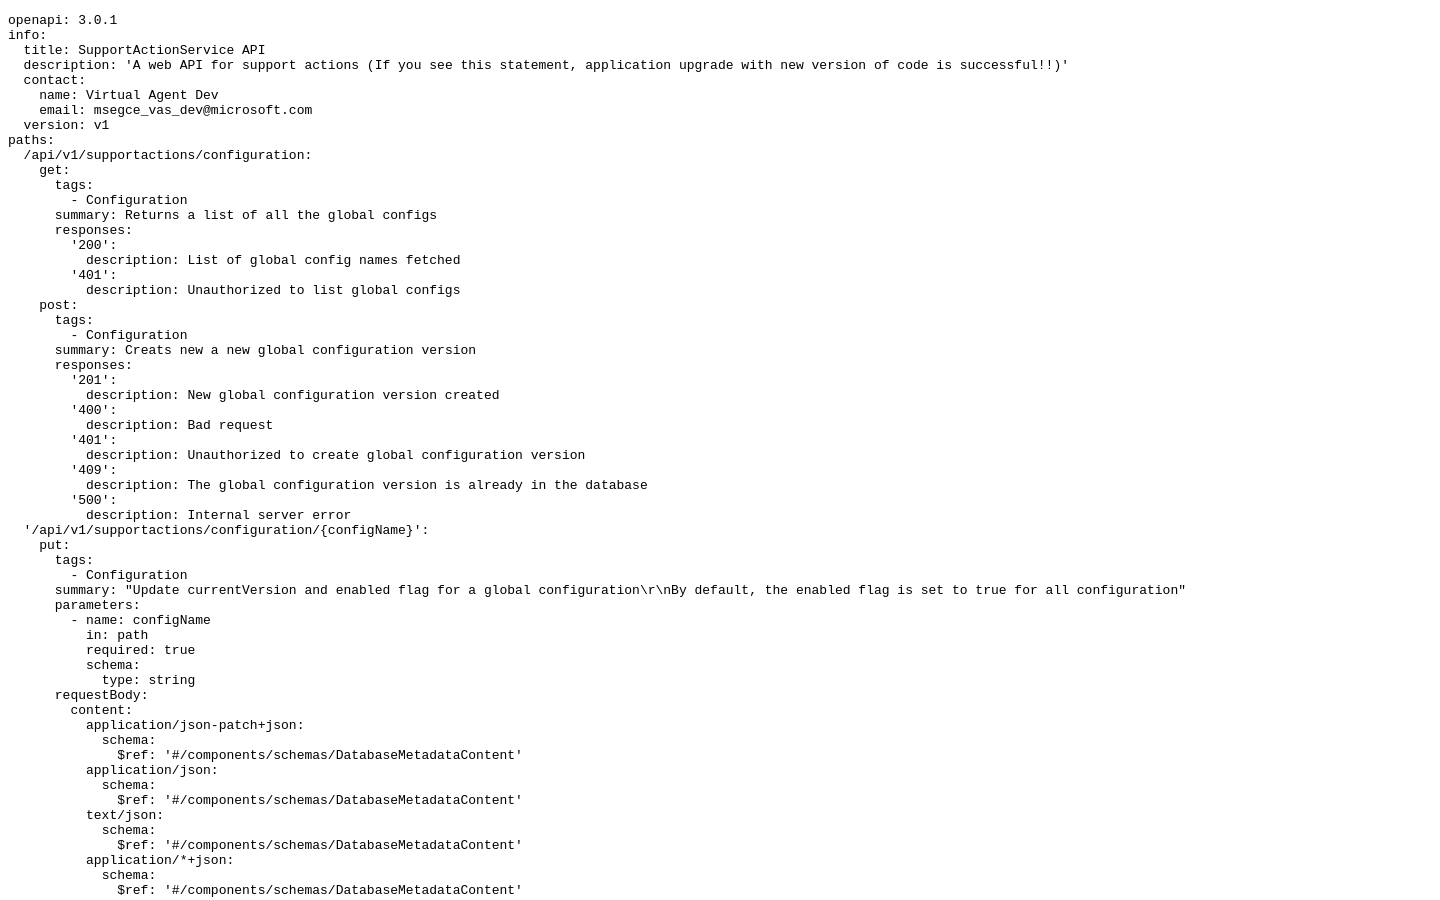 openapi: 3.0.1
info:
  title: SupportActionService API
  description: 'A web API for support actions (If you see this statement, application upgrade with new version of code is successful!!)'
  contact:
    name: Virtual Agent Dev
    email: msegce_vas_dev@microsoft.com
  version: v1
paths:
  /api/v1/supportactions/configuration:
    get:
      tags:
        - Configuration
      summary: Returns a list of all the global configs
      responses:
        '200':
          description: List of global config names fetched
        '401':
          description: Unauthorized to list global configs
    post:
      tags:
        - Configuration
      summary: Creats new a new global configuration version
      responses:
        '201':
          description: New global configuration version created
        '400':
          description: Bad request
        '401':
          description: Unauthorized to create global configuration version
        '409':
          description: The global configuration version is already in the database
        '500':
          description: Internal server error
  '/api/v1/supportactions/configuration/{configName}':
    put:
      tags:
        - Configuration
      summary: "Update currentVersion and enabled flag for a global configuration\r\nBy default, the enabled flag is set to true for all configuration"
      parameters:
        - name: configName
          in: path
          required: true
          schema:
            type: string
      requestBody:
        content:
          application/json-patch+json:
            schema:
              $ref: '#/components/schemas/DatabaseMetadataContent'
          application/json:
            schema:
              $ref: '#/components/schemas/DatabaseMetadataContent'
          text/json:
            schema:
              $ref: '#/components/schemas/DatabaseMetadataContent'
          application/*+json:
            schema:
              $ref: '#/components/schemas/DatabaseMetadataContent'